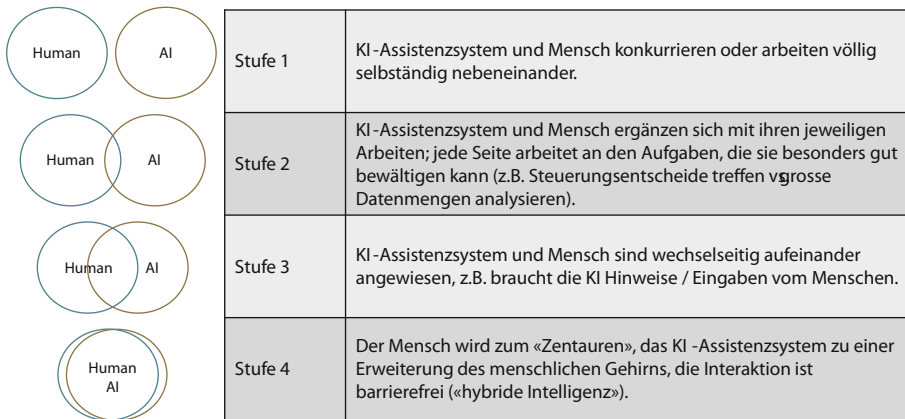 Human AI
Stufe 1
KI-Assistenzsystem und Mensch konkurrieren oder arbeiten völlig
selbständig nebeneinander.
Human AI
Stufe 2
KI-Assistenzsystem und Mensch ergänzen sich mit ihren jeweiligen
Arbeiten; jede Seite arbeitet an den Aufgaben, die sie besonders gut
bewältigen kann (z.B. Steuerungsentscheide treffen vs grosse
Datenmengen analysieren).
Human AI
Stufe 3
KI-Assistenzsystem und Mensch sind wechselseitig aufeinander
angewiesen, z.B. braucht die KI Hinweise / Eingaben vom Menschen.
Human
AI
Stufe 4
Der Mensch wird zum «Zentauren», das KI -Assistenzsystem zu einer
Erweiterung des menschlichen Gehirns, die Interaktion ist
barrierefrei («hybride Intelligenz»).